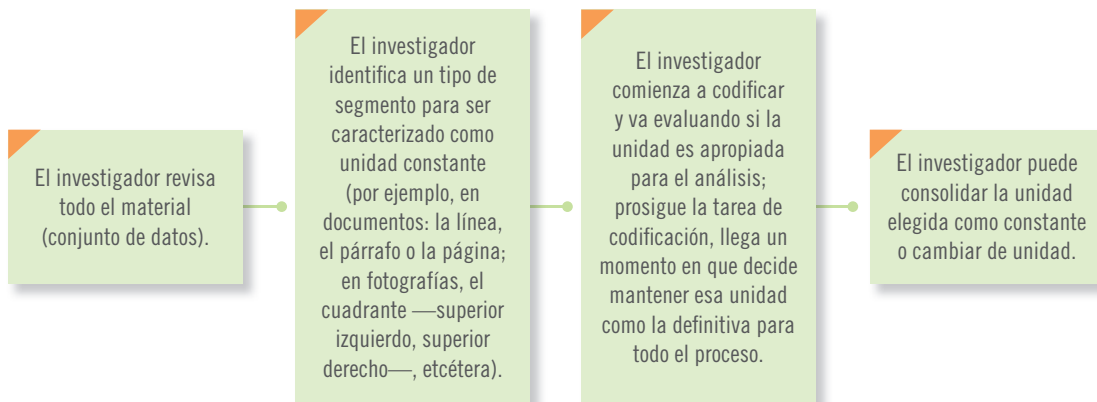 El investigador revisa
todo el material
(conjunto de datos).
El investigador
identifica un tipo de
segmento para ser
caracterizado como
unidad constante
(por ejemplo, en
documentos: la línea,
el párrafo o la página;
en fotografías, el
cuadrante —superior
izquierdo, superior
derecho—, etcétera).
El investigador
comienza a codificar
y va evaluando si la
unidad es apropiada
para el análisis;
prosigue la tarea de
codificación, llega un
momento en que decide
mantener esa unidad
como la definitiva para
todo el proceso.
El investigador puede
consolidar la unidad
elegida como constante
o cambiar de unidad.